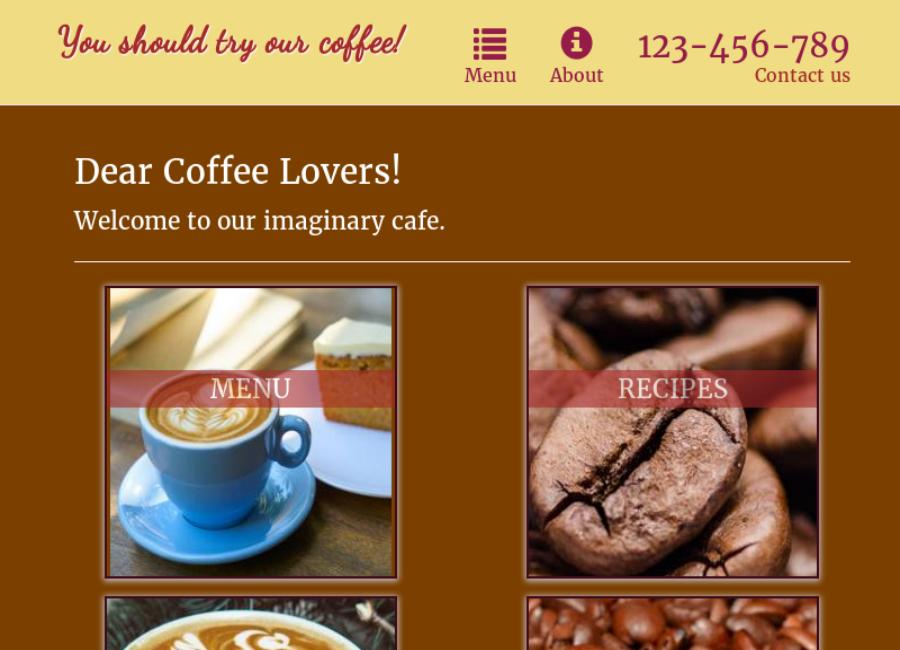 You should try our coffee!
Menu
About
123-456-789
Contact us
Dear Coffee Lovers!
Welcome to our imaginary cafe.
MENU
RECIPES